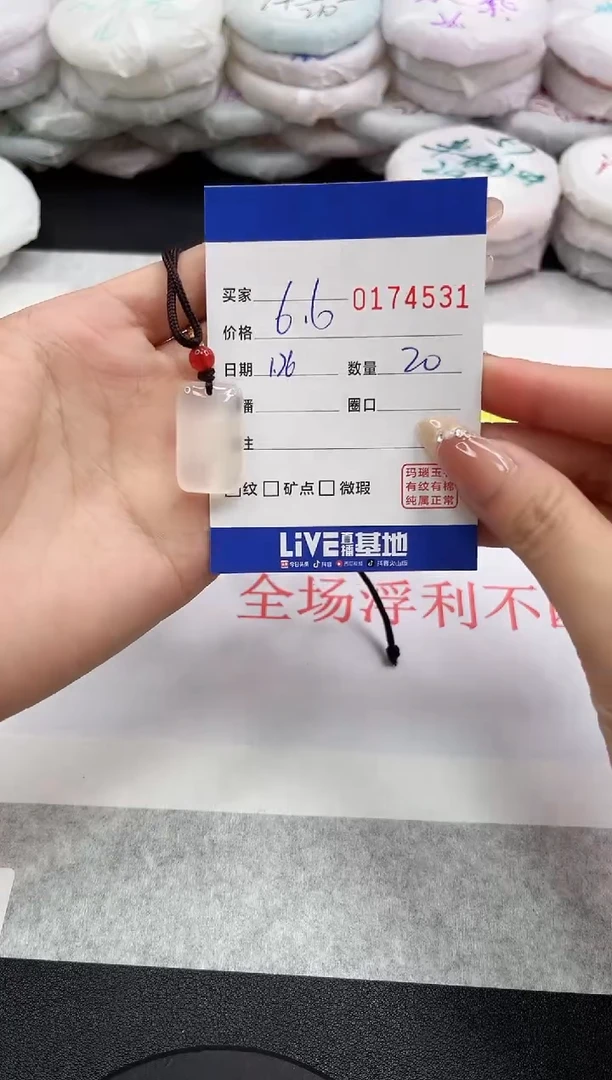 买家 0174531
价格 6.6
日期 1.26 数量 20
播 圈口
主
纹 矿点 微瑕
玛瑙玉
有纹有棉
纯属正常
LiVE直播基地
全场浮利不